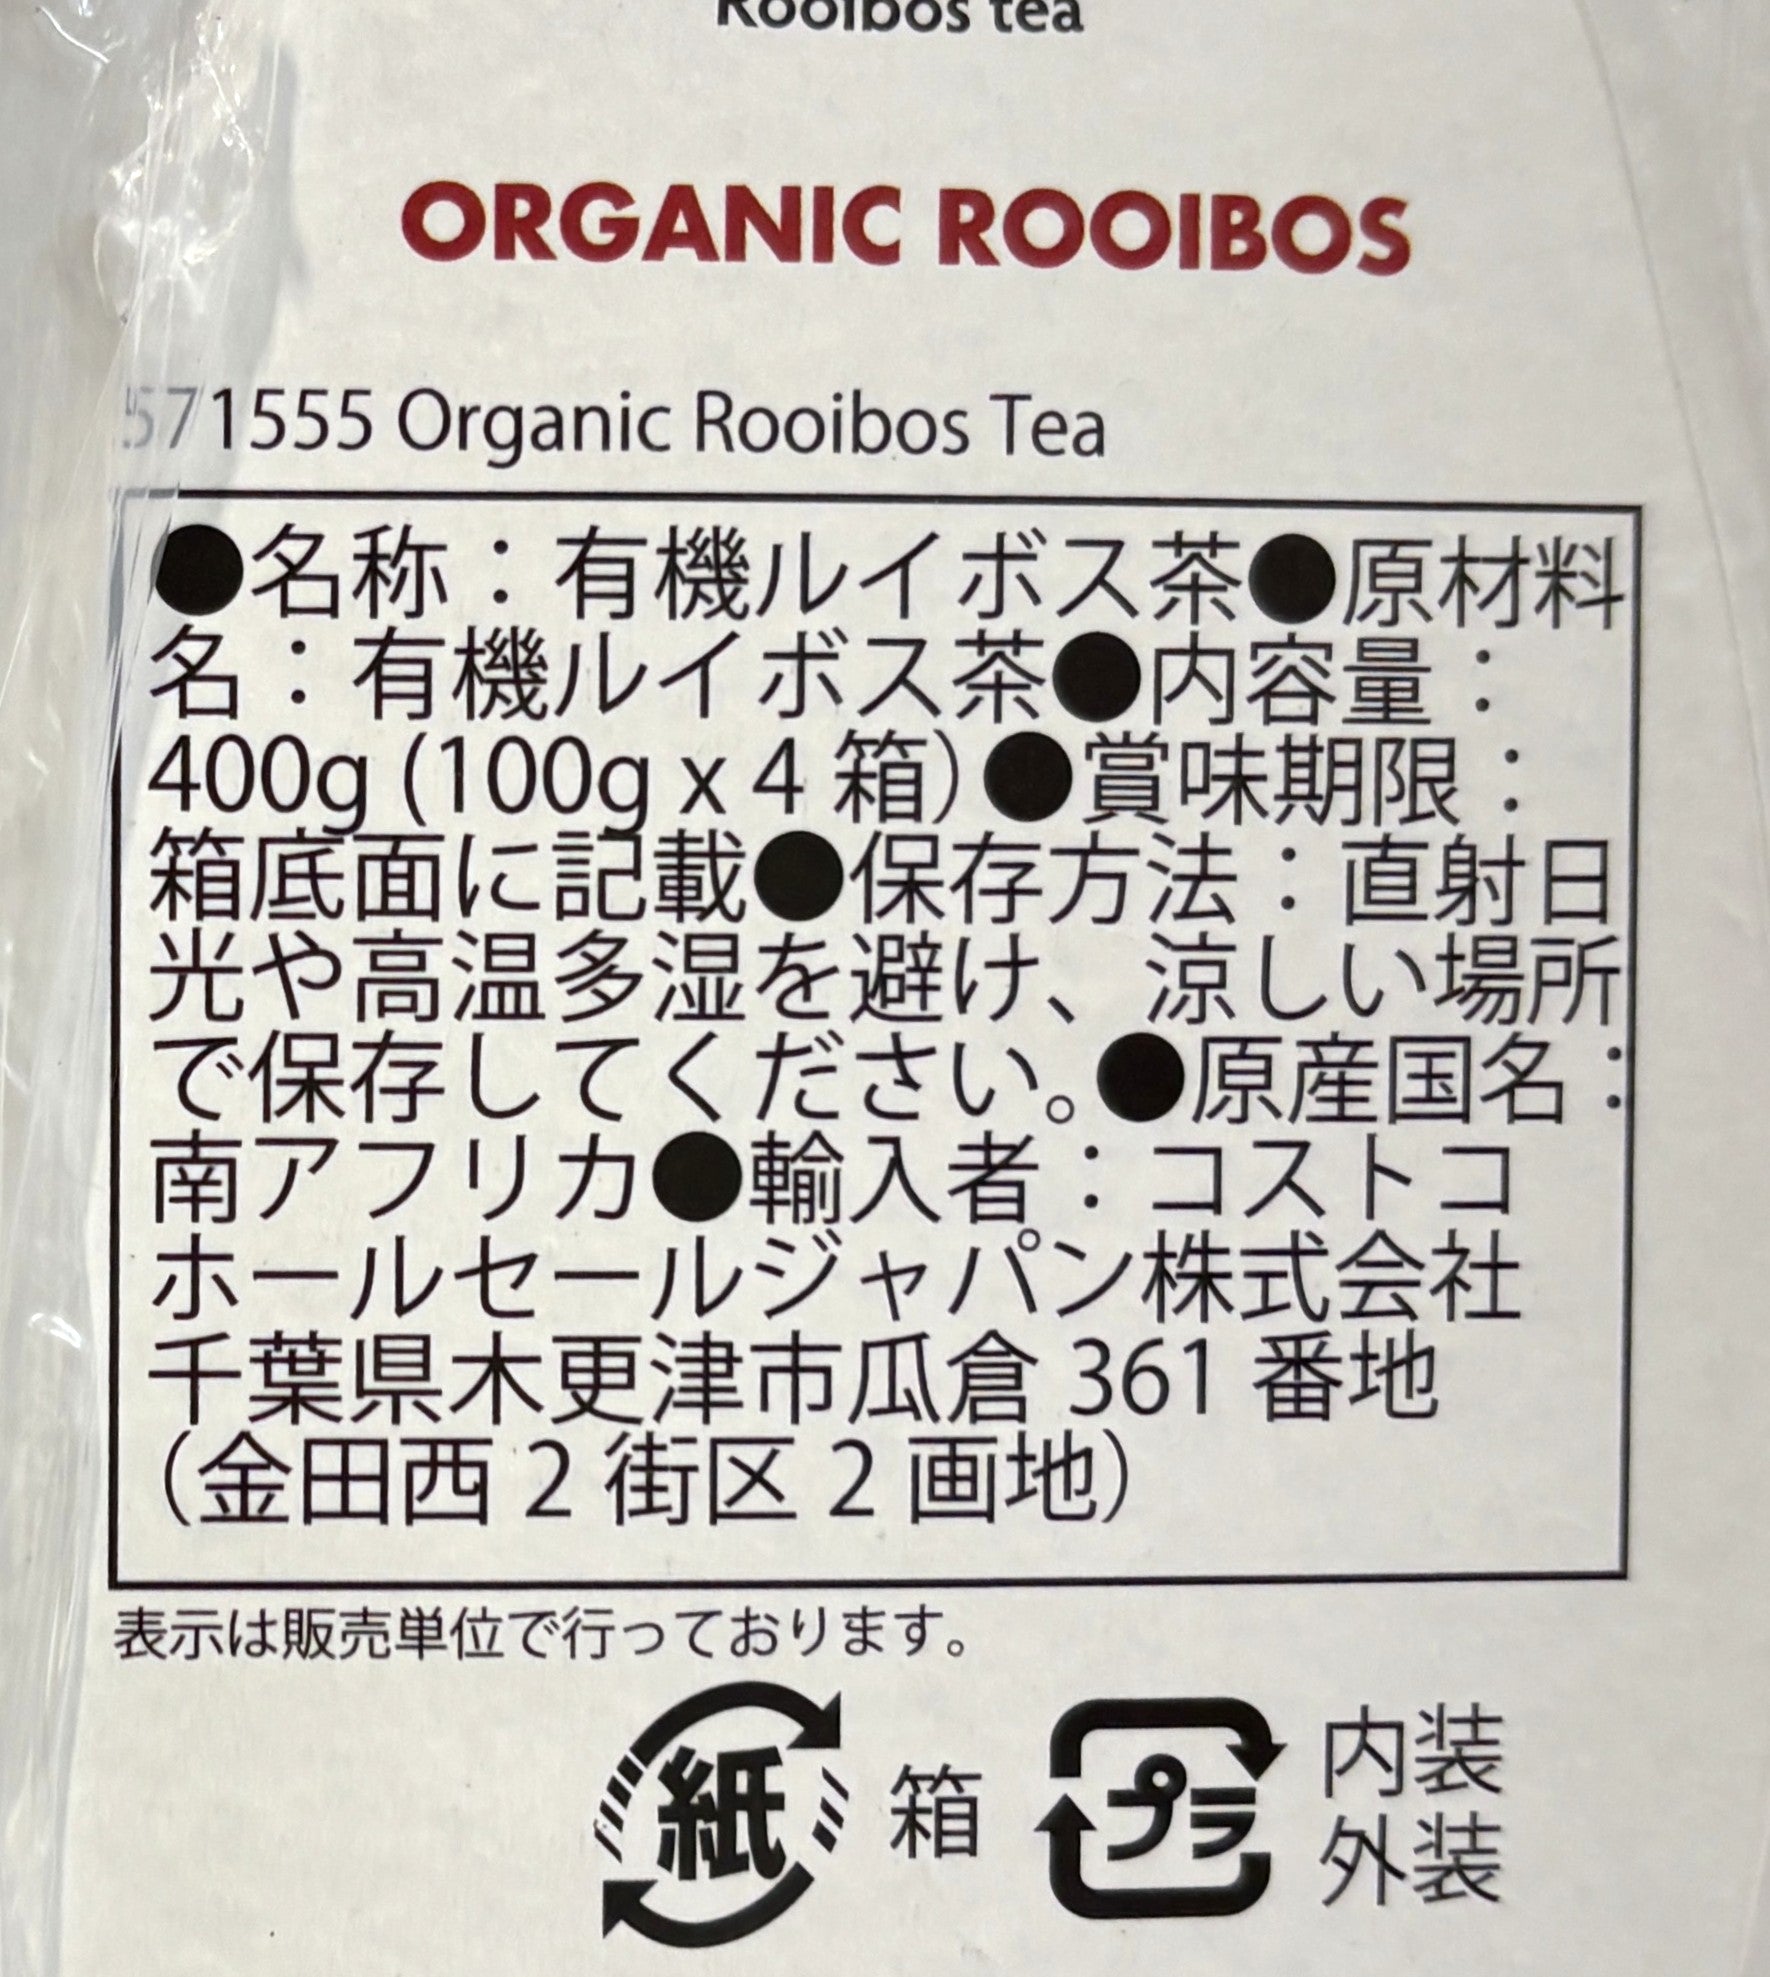 Rooibos tea
ORGANIC ROOIBOS
571555 Organic Rooibos Tea
●名称：有機ルイボス茶●原材料
名：有機ルイボス茶●内容量：
400g (100g x 4 箱)●賞味期限：
箱底面に記載●保存方法：直射日
光や高温多湿を避け、涼しい場所
で保存してください。●原産国名：
南アフリカ●輸入者：コストコ
ホールセールジャパン株式会社
千葉県木更津市瓜倉 361 番地
（金田西 2 街区 2 画地）
表示は販売単位で行っております。
紙 箱 プラ 内装
外装